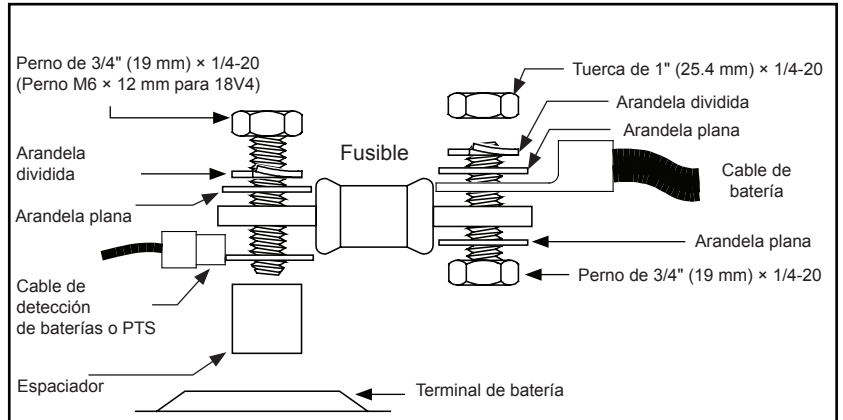 Perno de 3/4" (19 mm) × 1/4-20
(Perno M6 × 12 mm para 18V4)
Arandela
dividida
Arandela plana
Cable de
detección
de baterías o PTS
Espaciador
Fusible
Tuerca de 1" (25.4 mm) × 1/4-20
Arandela dividida
Arandela plana
Cable de
batería
Arandela plana
Perno de 3/4" (19 mm) × 1/4-20
Terminal de batería